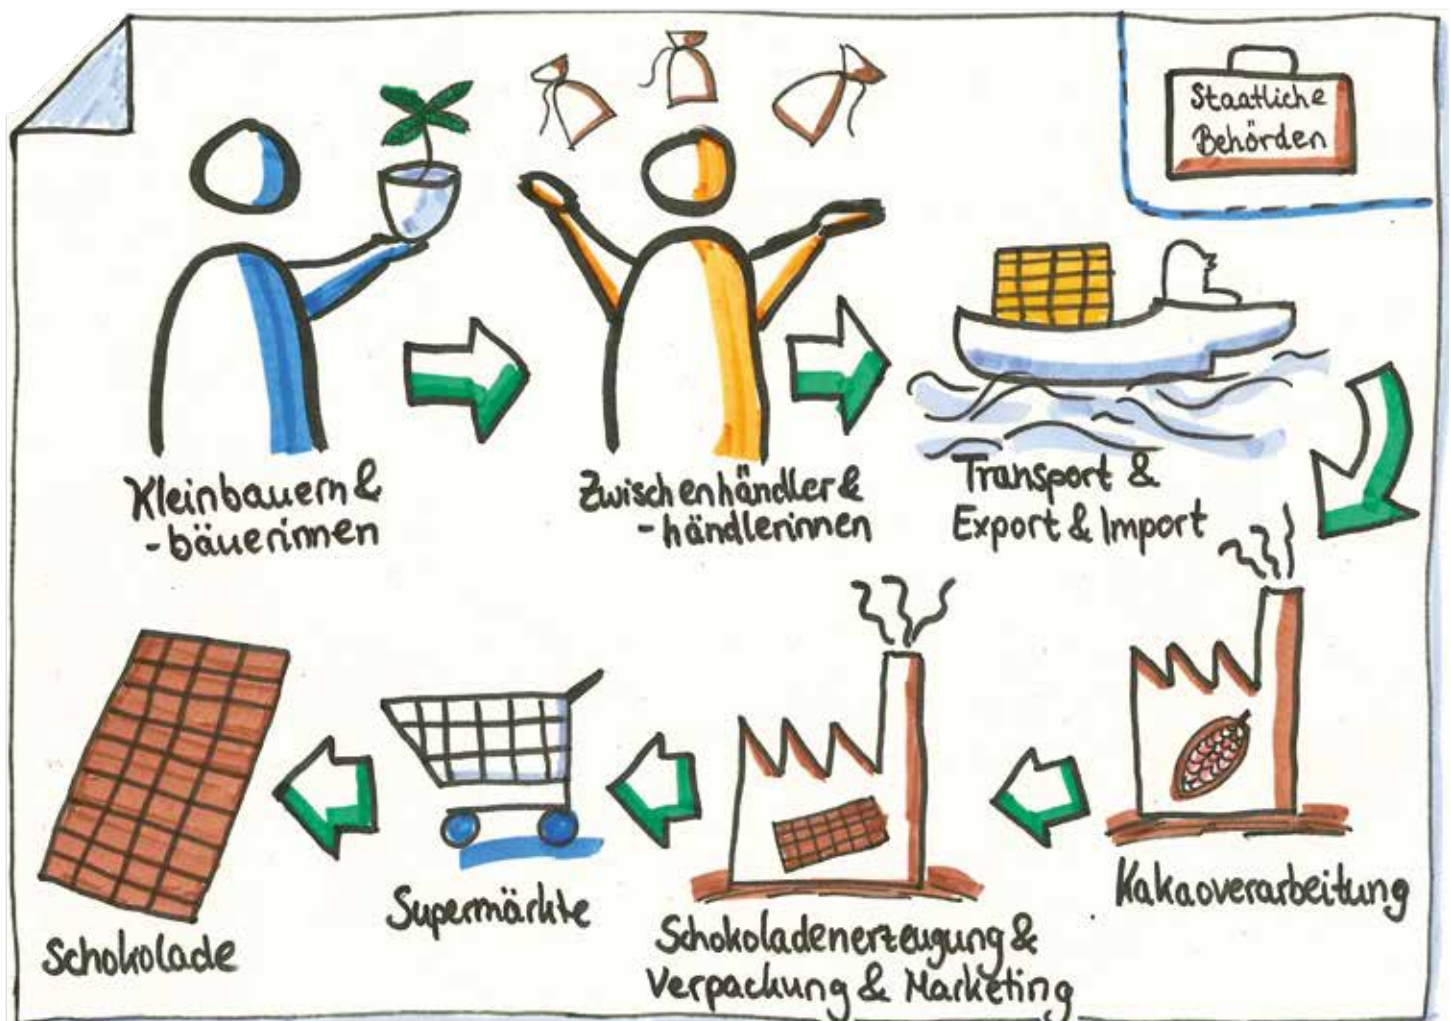 Staatliche
Behörden
Kleinbauern &
-bäuerinnen
Zwischenhändler &
-händlerinnen
Transport &
Export & Import
Kakaoverarbeitung
Schokoladenerzeugung &
Verpackung & Marketing
Supermärkte
Schokolade